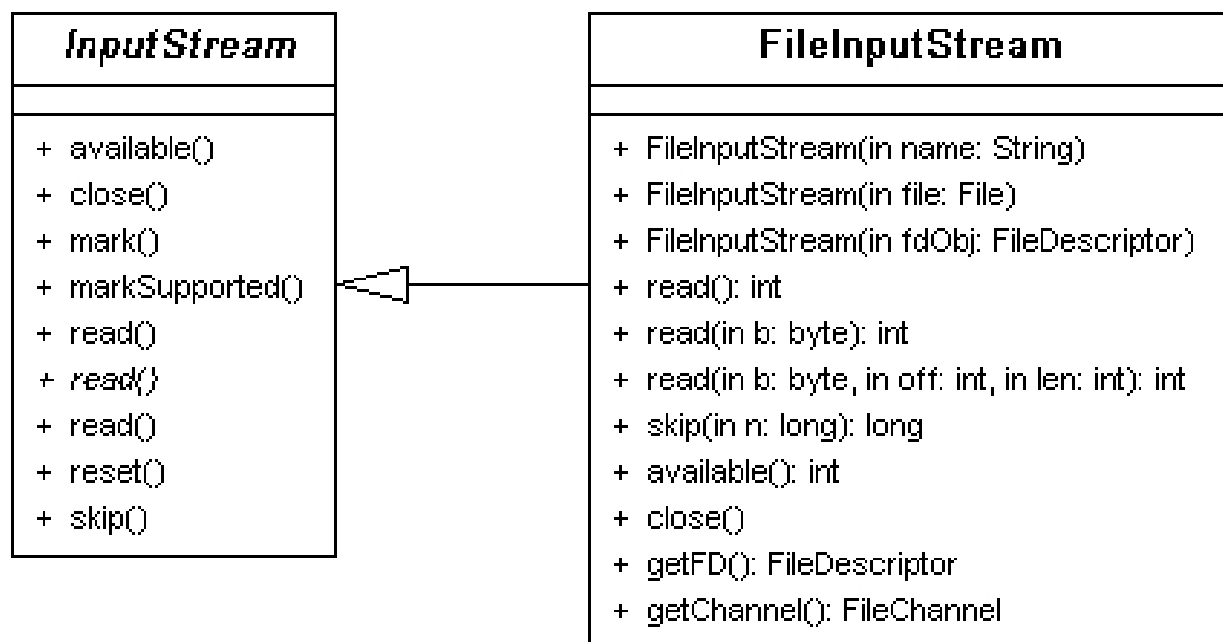 InputStream
+ available()
+ close()
+ mark()
+ markSupported()
+ read()
+ read()
+ read()
+ reset()
+ skip()
FileInputStream
+ FileInputStream(in name: String)
+ FileInputStream(in file: File)
+ FileInputStream(in fdObj: FileDescriptor)
+ read(): int
+ read(in b: byte): int
+ read(in b: byte, in off: int, in len: int): int
+ skip(in n: long): long
+ available(): int
+ close()
+ getFD(): FileDescriptor
+ getChannel(): FileChannel